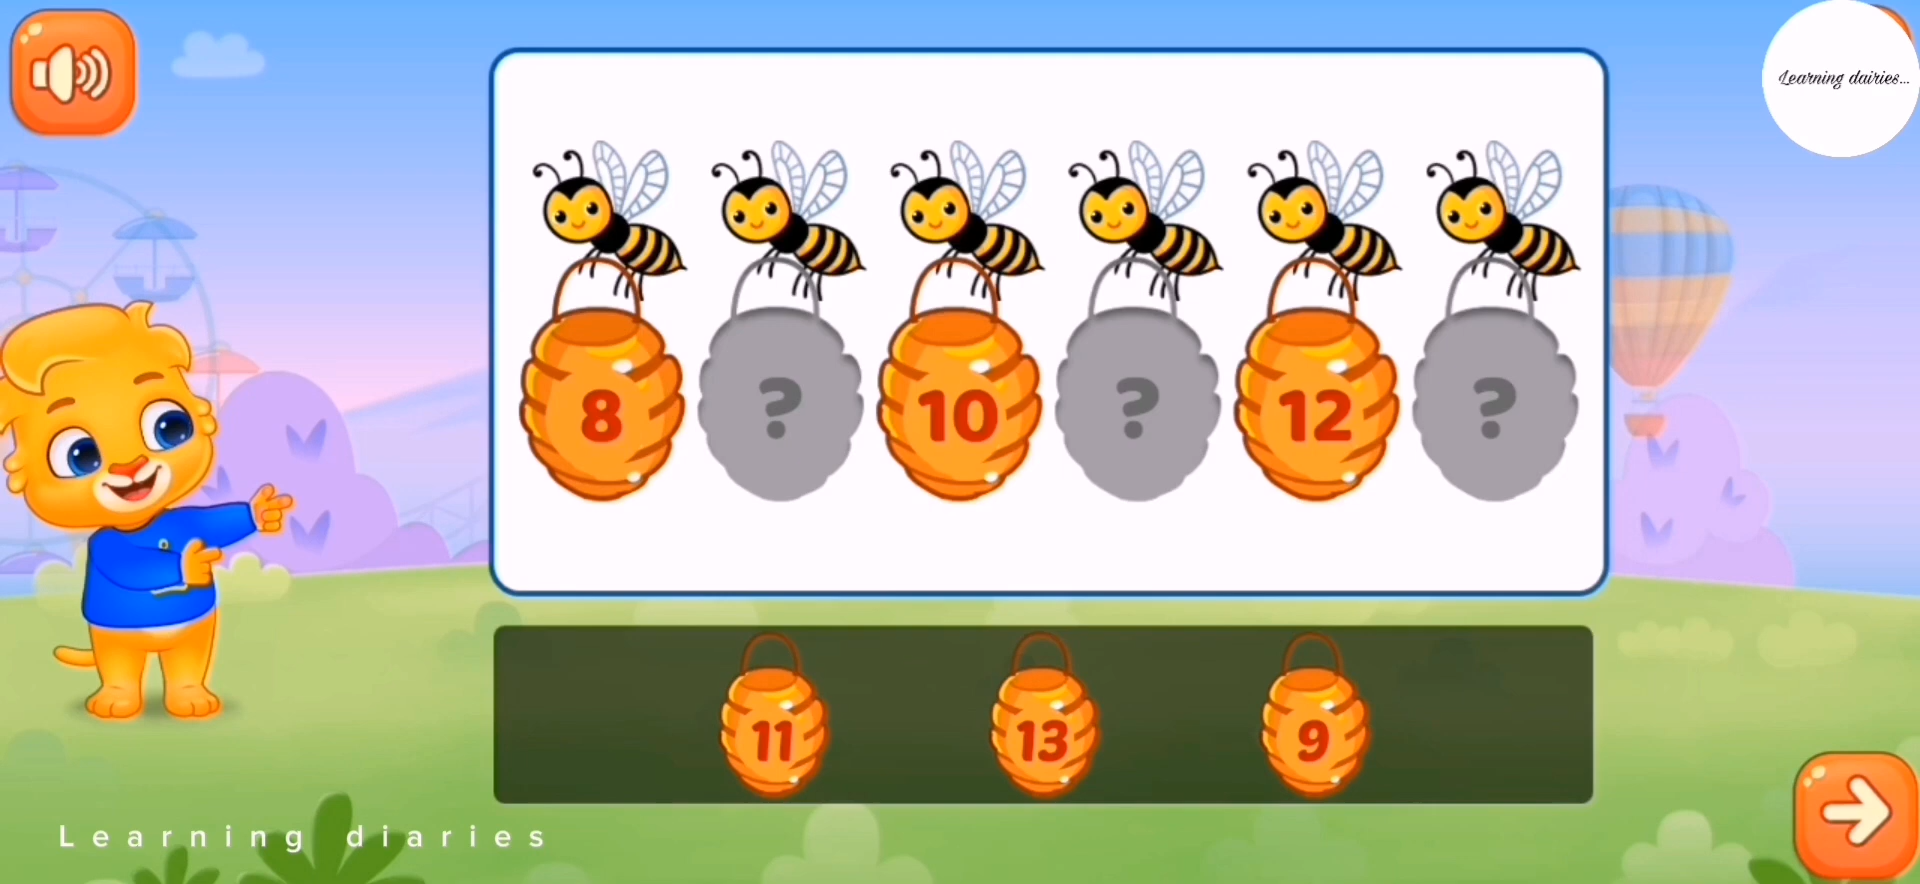 Learning dairies...
8 ? 10 ? 12 ?
11 13 9
Learning diaries